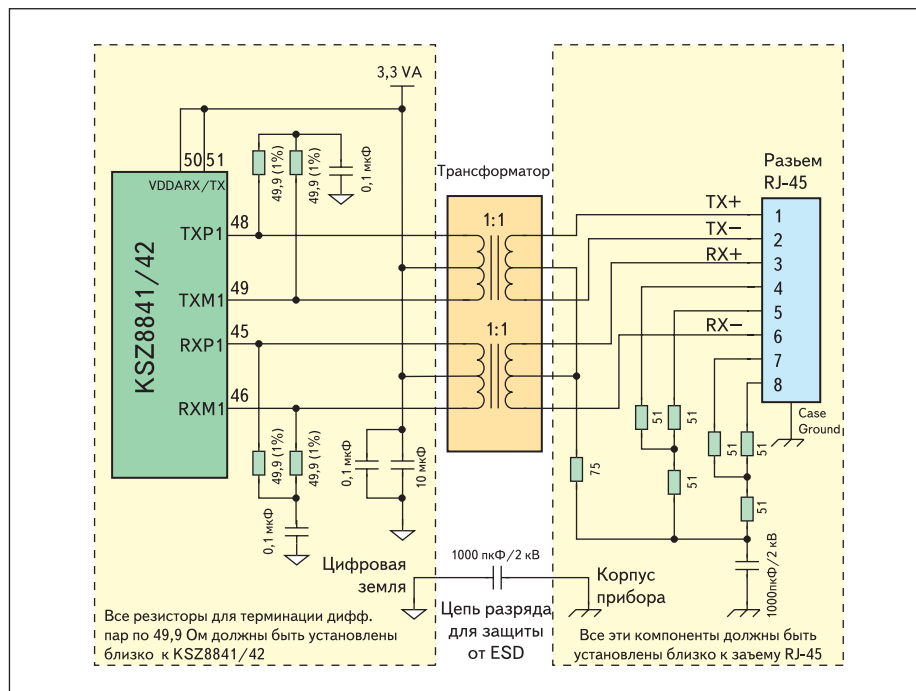 3,3 VA
50 51
VDDARX/TX
49,9 (1%)
49,9 (1%)
0,1 мкФ
KSZ8841/42
TXP1
48
TXM1
49
RXP1
45
RXM1
46
49,9 (1%)
49,9 (1%)
0,1 мкФ
0,1 мкФ
10 мкФ
Трансформатор
1:1
1:1
Разъем
RJ-45
TX+
TX−
RX+
RX−
1
2
3
4
5
6
7
8
Case
Ground
51
51
51
51
51
51
75
1000пкФ/2 кВ
Цифровая
земля
1000 пкФ/2 кВ
Корпус
прибора
Цепь разряда
для защиты
от ESD
Все резисторы для терминации дифф.
пар по 49,9 Ом должны быть установлены
близко к KSZ8841/42
Все эти компоненты должны быть
установлены близко к заъему RJ-45